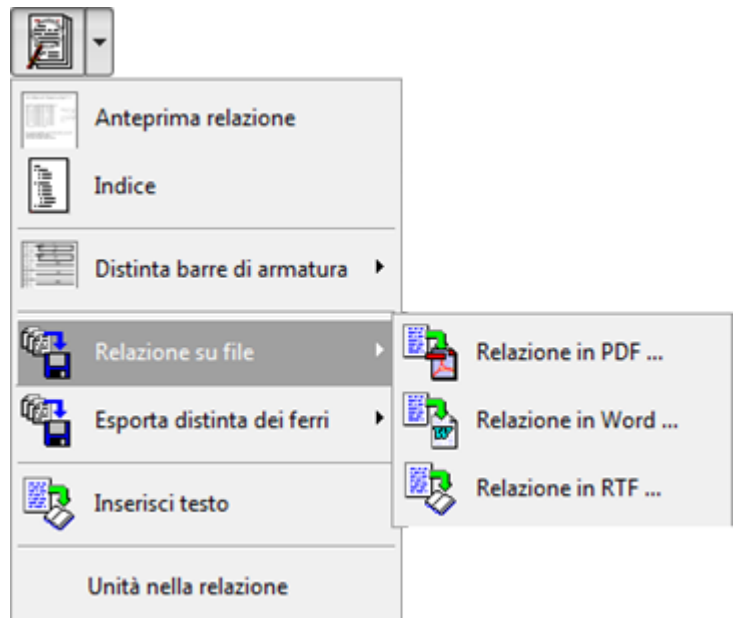 Anteprima relazione
Indice
Distinta barre di armatura
Relazione su file
Esporta distinta dei ferri
Inserisci testo
Unità nella relazione
Relazione in PDF ...
Relazione in Word ...
Relazione in RTF ...